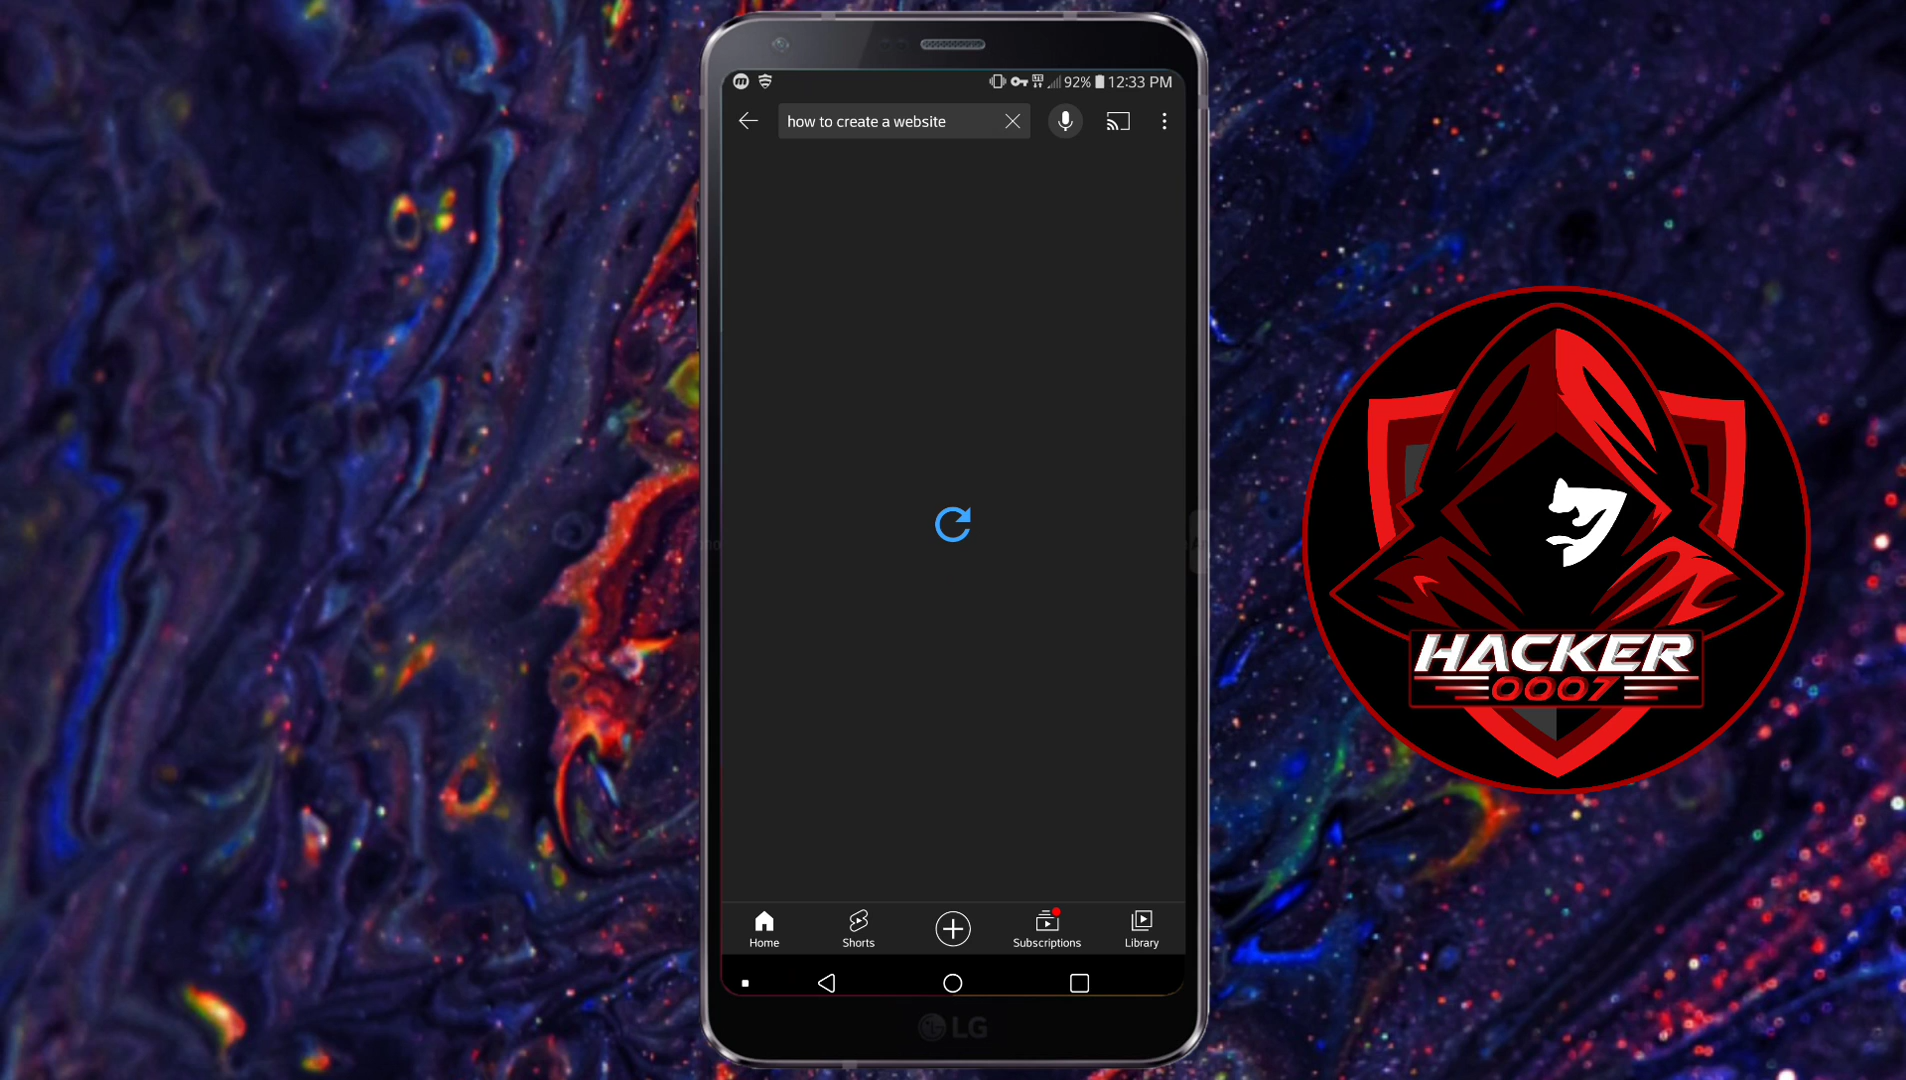 92% 12:33 PM
how to create a website
Home
Shorts
Subscriptions
Library
LG
HACKER
0007